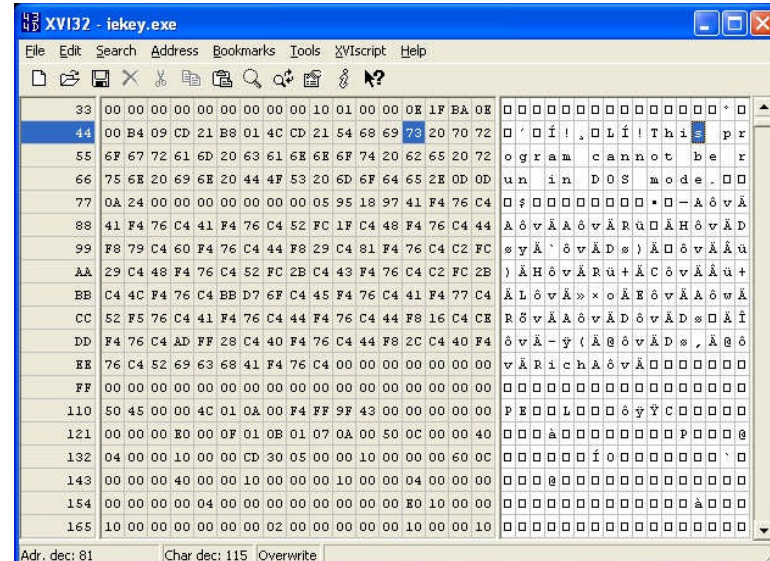 XVI32 - iekey.exe
File Edit Search Address Bookmarks Tools XVIscript Help
33 00 00 00 00 00 00 00 00 00 10 01 00 00 0E 1F BA 0E
44 00 B4 09 CD 21 B8 01 4C CD 21 54 68 69 73 20 70 72 ´ Í ! ¸ L Í ! T h i s p r
55 6F 67 72 61 6D 20 63 61 6E 6E 6F 74 20 62 65 20 72 o g r a m c a n n o t b e r
66 75 6E 20 69 6E 20 44 4F 53 20 6D 6F 64 65 2E 0D 0D u n i n D O S m o d e .
77 0A 24 00 00 00 00 00 00 00 05 95 18 97 41 F4 76 C4 $ • — A ô v Ä
88 41 F4 76 C4 41 F4 76 C4 52 FC 1F C4 48 F4 76 C4 44 A ô v Ä A ô v Ä R ü Ä H ô v Ä D
99 F8 79 C4 60 F4 76 C4 44 F8 29 C4 81 F4 76 C4 C2 FC ø y Ä ` ô v Ä D ø ) Ä ô v Ä Â ü
AA 29 C4 48 F4 76 C4 52 FC 2B C4 43 F4 76 C4 C2 FC 2B ) Ä H ô v Ä R ü + Ä C ô v Ä Â ü +
BB C4 4C F4 76 C4 BB D7 6F C4 45 F4 76 C4 41 F4 77 C4 Ä L ô v Ä » × o Ä E ô v Ä A ô w Ä
CC 52 F5 76 C4 41 F4 76 C4 44 F4 76 C4 44 F8 16 C4 CE R õ v Ä A ô v Ä D ô v Ä D ø Ä Î
DD F4 76 C4 AD FF 28 C4 40 F4 76 C4 44 F8 2C C4 40 F4 ô v Ä - ÿ ( Ä @ ô v Ä D ø , Ä @ ô
EE 76 C4 52 69 63 68 41 F4 76 C4 00 00 00 00 00 00 00 v Ä R i c h A ô v Ä
FF 00 00 00 00 00 00 00 00 00 00 00 00 00 00 00 00 00
110 50 45 00 00 4C 01 0A 00 F4 FF 9F 43 00 00 00 00 00 P E L ô ÿ Ÿ C
121 00 00 00 E0 00 0F 01 0B 01 07 0A 00 50 0C 00 00 40 à P @
132 04 00 00 10 00 00 CD 30 05 00 00 10 00 00 00 60 0C Í 0 `
143 00 00 00 40 00 00 10 00 00 00 10 00 00 04 00 00 00 @
154 00 00 00 00 04 00 00 00 00 00 00 00 00 E0 10 00 00 à
165 10 00 00 00 00 00 02 00 00 00 00 00 10 00 00 10
Adr. dec: 81 Char dec: 115 Overwrite